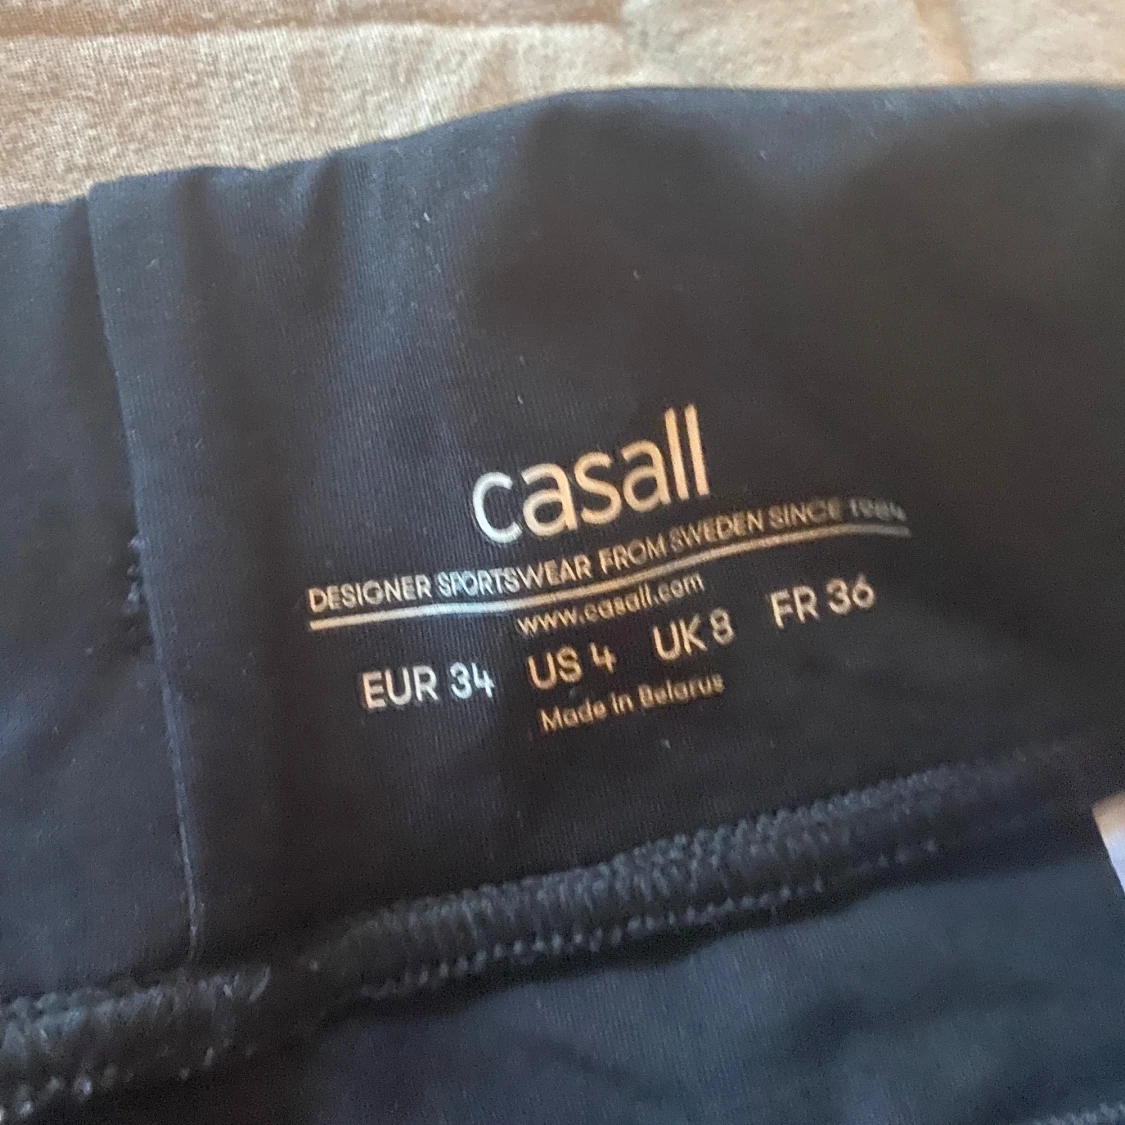 casall
DESIGNER SPORTSWEAR FROM SWEDEN SINCE 1984
www.casall.com
EUR 34 US 4 UK 8 FR 36
Made in Belarus